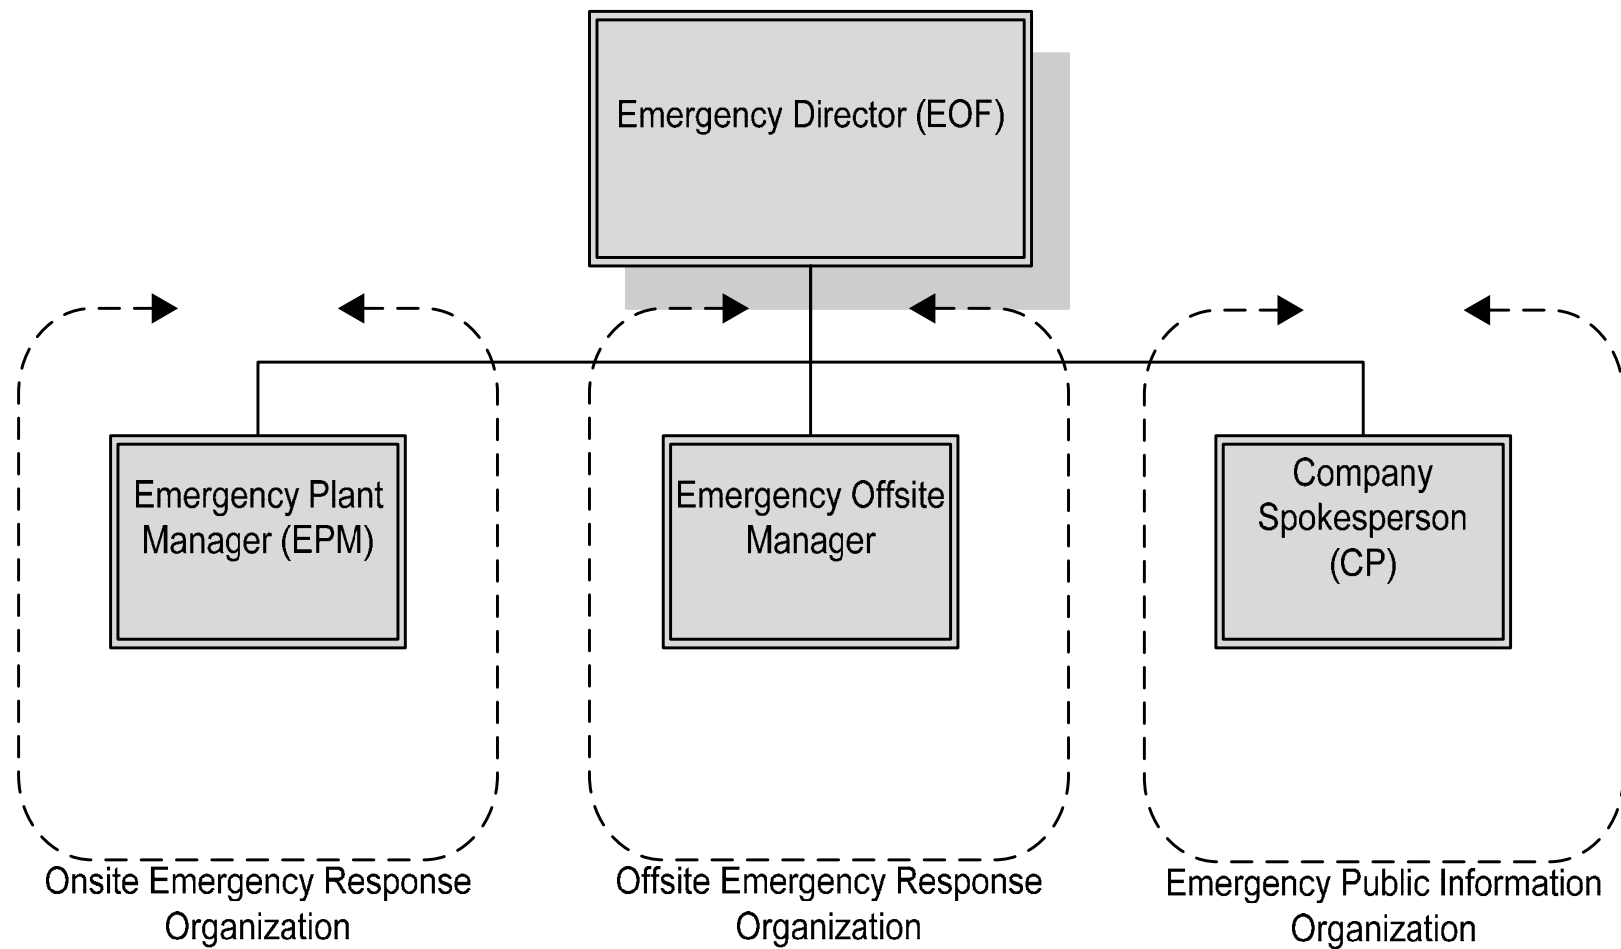 Emergency Director (EOF)
Emergency Plant
Manager (EPM)
Emergency Offsite
Manager
Company
Spokesperson
(CP)
Onsite Emergency Response
Organization
Offsite Emergency Response
Organization
Emergency Public Information
Organization